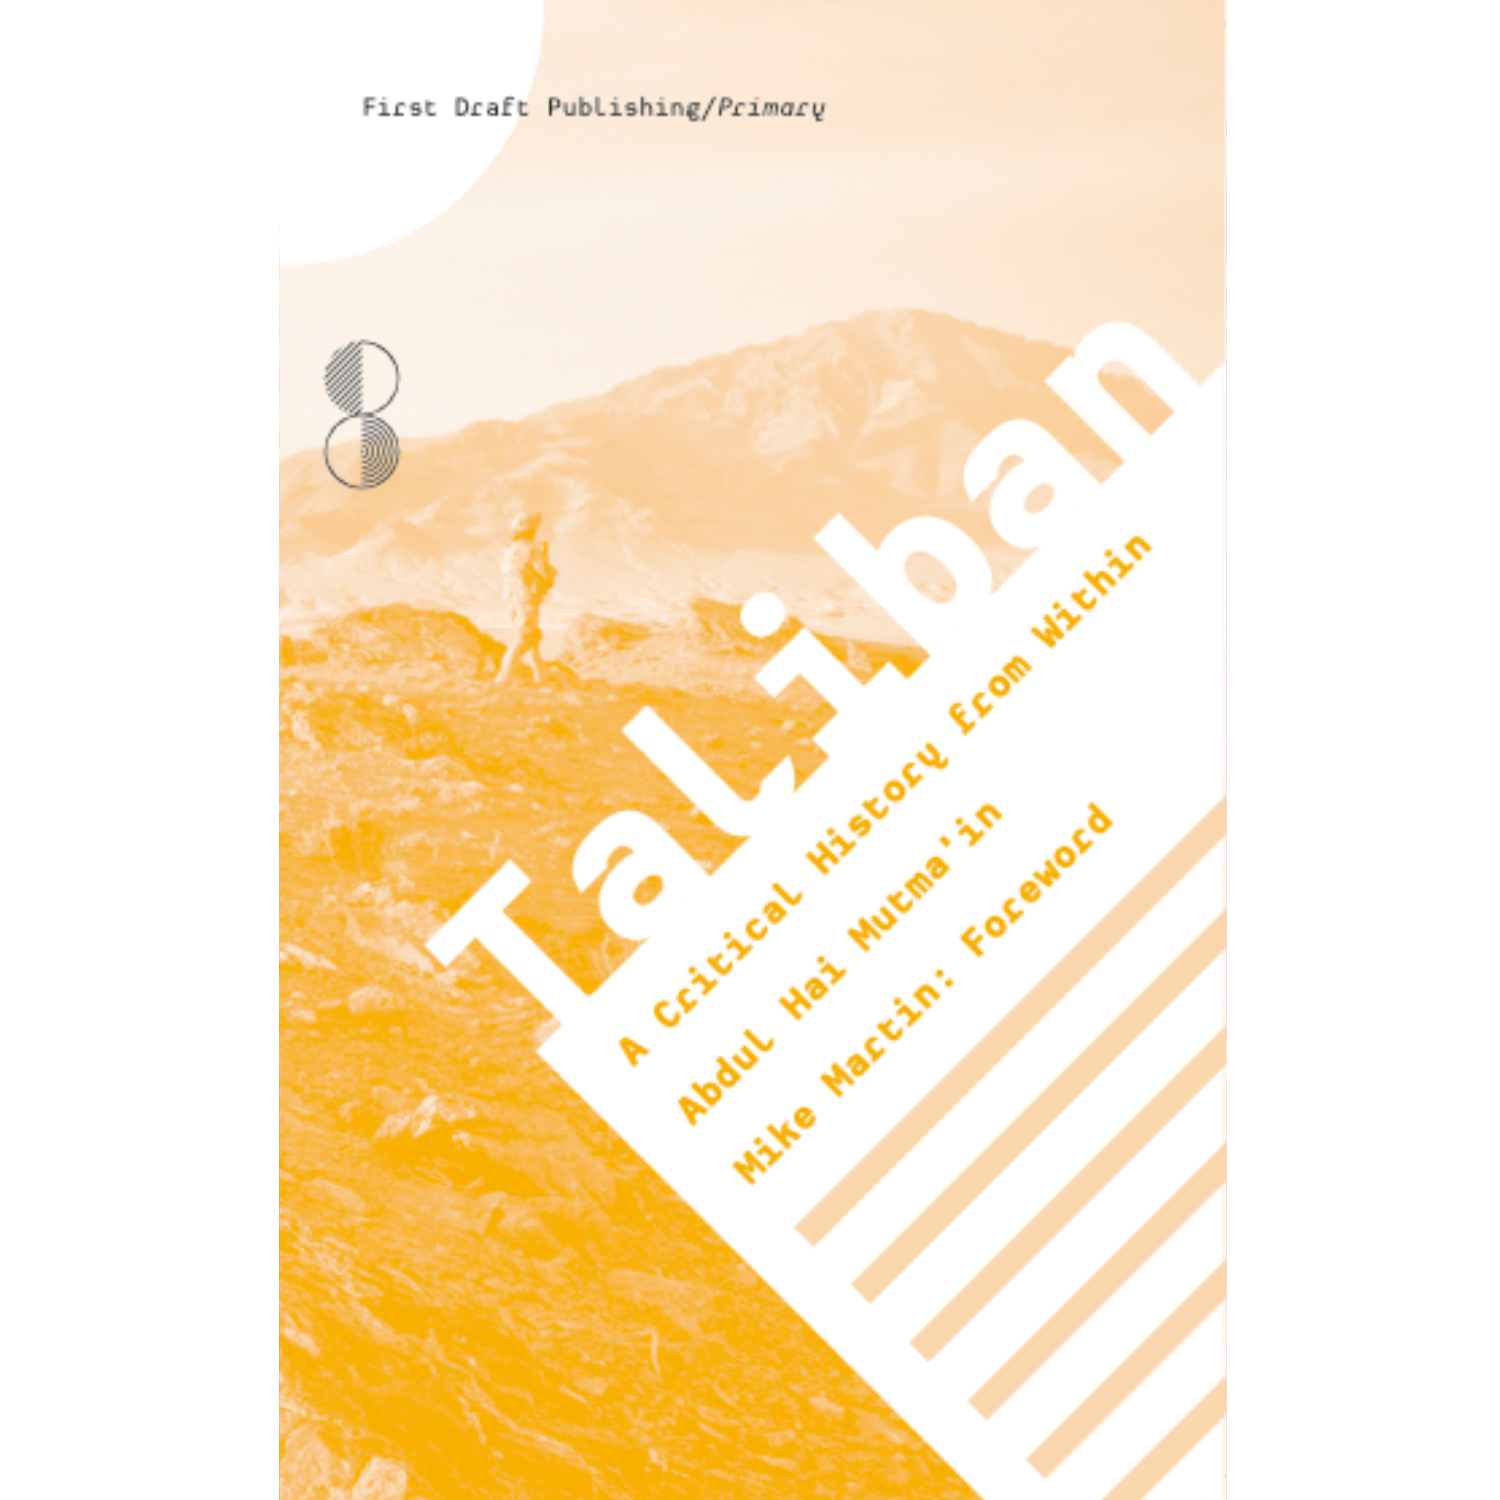 First Draft Publishing/Primary
Taliban
A Critical History from Within
Abdul Hai Mutma'in
Mike Martin: Foreword